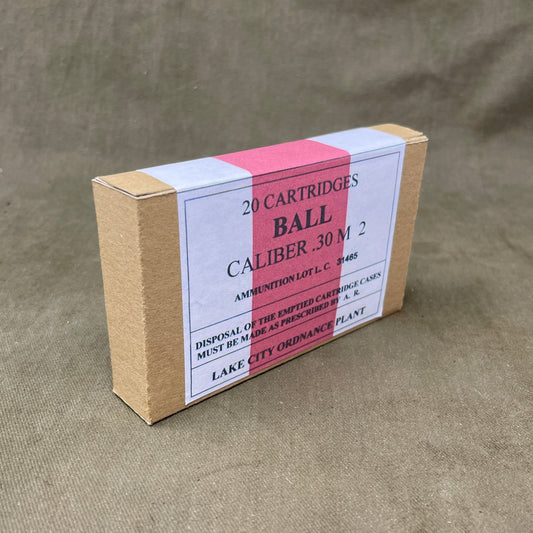 20 CARTRIDGES
BALL
CALIBER .30 M 2
AMMUNITION LOT L. C. 31465
DISPOSAL OF THE EMPTIED CARTRIDGE CASES
MUST BE MADE AS PRESCRIBED BY A. R.
LAKE CITY ORDNANCE PLANT